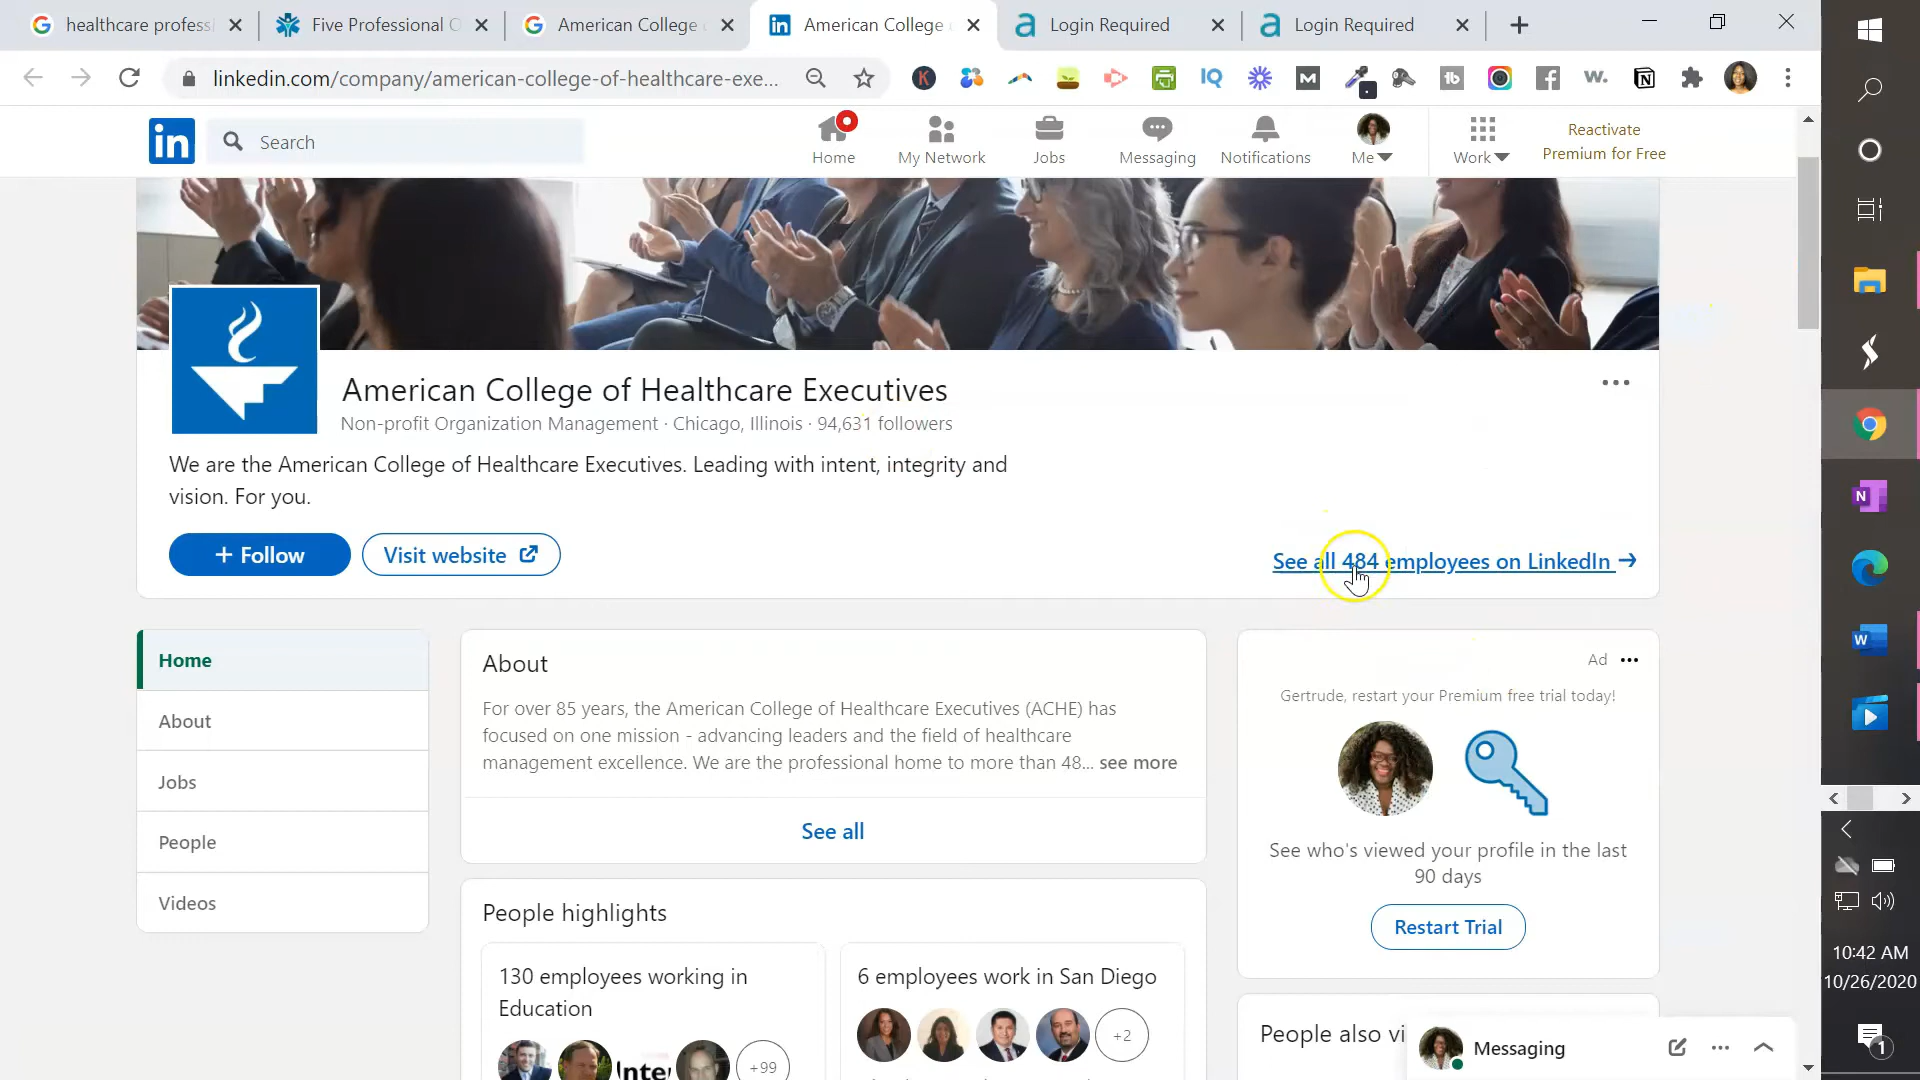 healthcare profess
Five Professional O
American College
American College
Login Required
Login Required
linkedin.com/company/american-college-of-healthcare-exe...
in
Search
Home
My Network
Jobs
Messaging
Notifications
Me
Work
Reactivate
Premium for Free
American College of Healthcare Executives
Non-profit Organization Management · Chicago, Illinois · 94,631 followers
We are the American College of Healthcare Executives. Leading with intent, integrity and
vision. For you.
+ Follow
Visit website
See all 484 employees on LinkedIn →
Home
About
Jobs
People
Videos
About
For over 85 years, the American College of Healthcare Executives (ACHE) has
focused on one mission - advancing leaders and the field of healthcare
management excellence. We are the professional home to more than 48... see more
See all
People highlights
130 employees working in
Education
+99
6 employees work in San Diego
+2
Ad
Gertrude, restart your Premium free trial today!
See who's viewed your profile in the last
90 days
Restart Trial
People also vi
Messaging
10:42 AM
10/26/2020
1